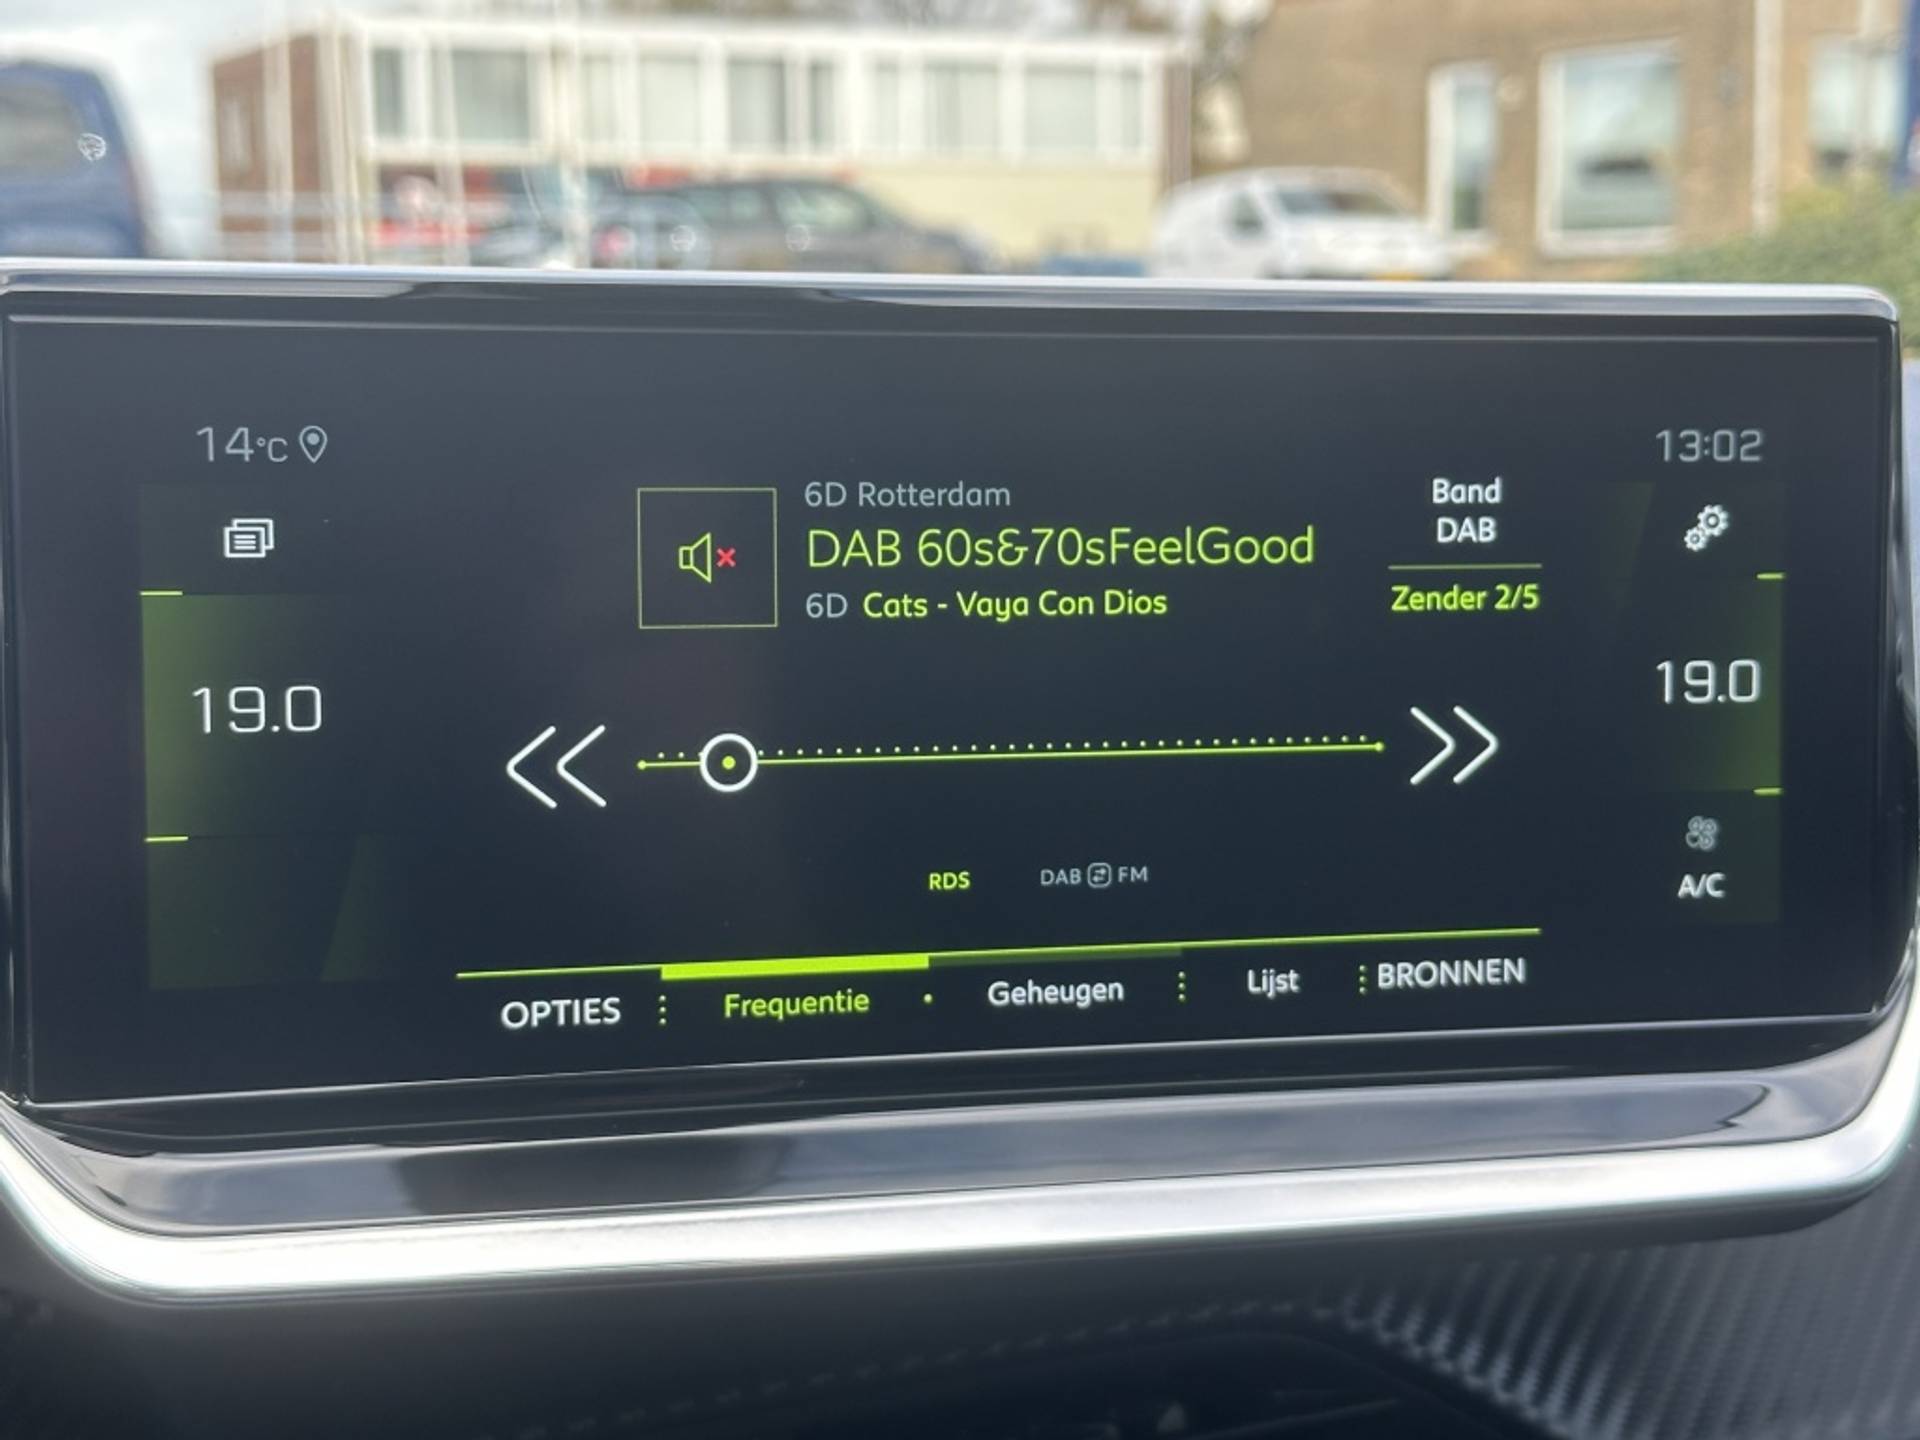 14°C
13:02
6D Rotterdam
DAB 60s&70sFeelGood
6D Cats - Vaya Con Dios
Band
DAB
Zender 2/5
19.0
19.0
RDS
DAB FM
A/C
OPTIES
Frequentie
Geheugen
Lijst
BRONNEN